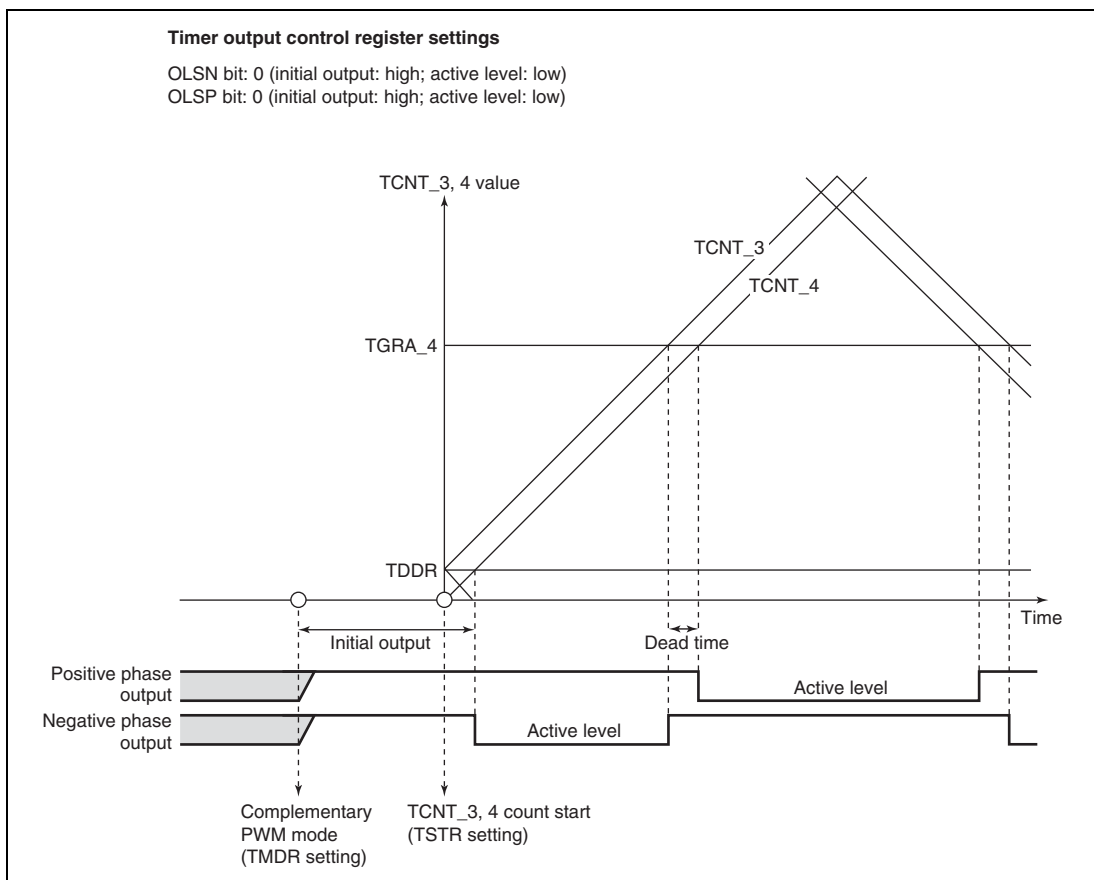 Timer output control register settings
OLSN bit: 0 (initial output: high; active level: low)
OLSP bit: 0 (initial output: high; active level: low)
TCNT_3, 4 value
TCNT_3
TCNT_4
TGRA_4
TDDR
Time
Initial output
Dead time
Positive phase
output
Active level
Negative phase
output
Active level
Complementary
PWM mode
(TMDR setting)
TCNT_3, 4 count start
(TSTR setting)